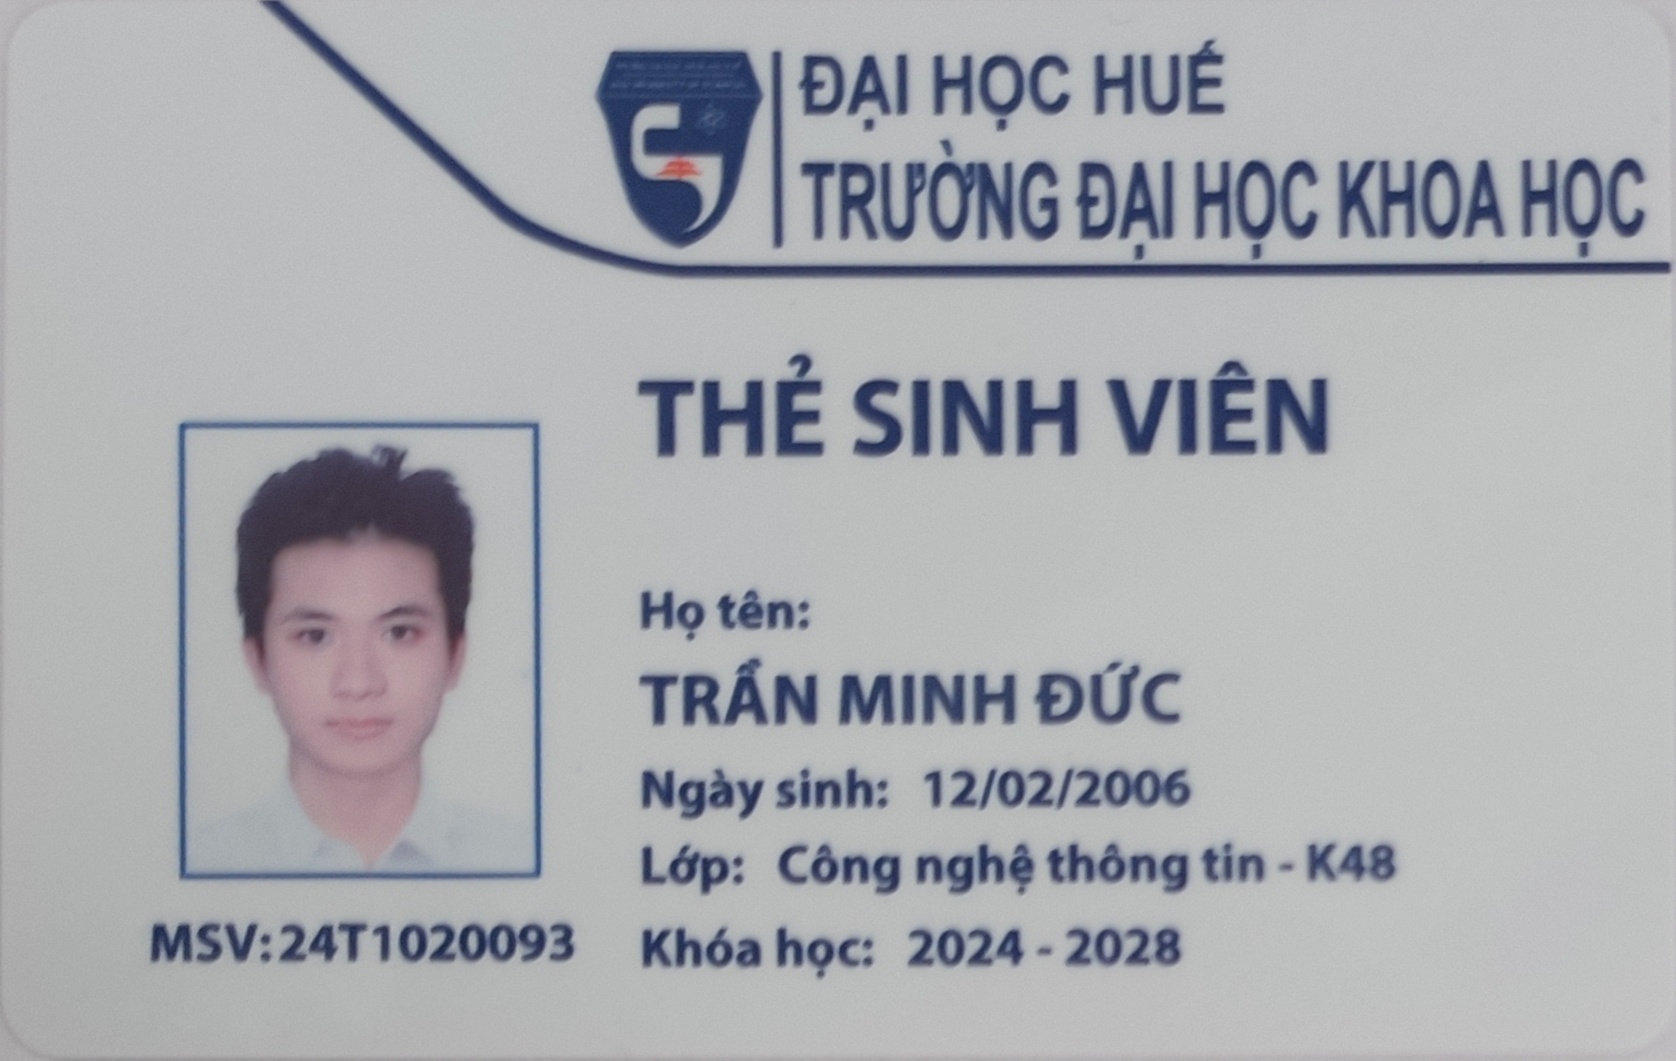 ĐẠI HỌC HUẾ
TRƯỜNG ĐẠI HỌC KHOA HỌC
THẺ SINH VIÊN
Họ tên:
TRẦN MINH ĐỨC
Ngày sinh: 12/02/2006
Lớp: Công nghệ thông tin - K48
Khóa học: 2024 - 2028
MSV:24T1020093